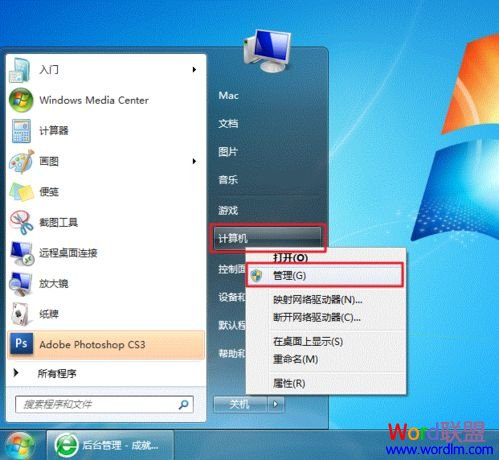 入门
Windows Media Center
计算器
画图
便笺
截图工具
远程桌面连接
放大镜
纸牌
Ps Adobe Photoshop CS3
所有程序
搜索程序和文件
Mac
文档
图片
音乐
游戏
计算机
控制面
设备和
默认程
帮助和
关机
打开(O)
管理(G)
映射网络驱动器(N)...
断开网络驱动器(C)...
在桌面上显示(S)
重命名(M)
属性(R)
后台管理 - 成就...
Word联盟
www.wordlm.com